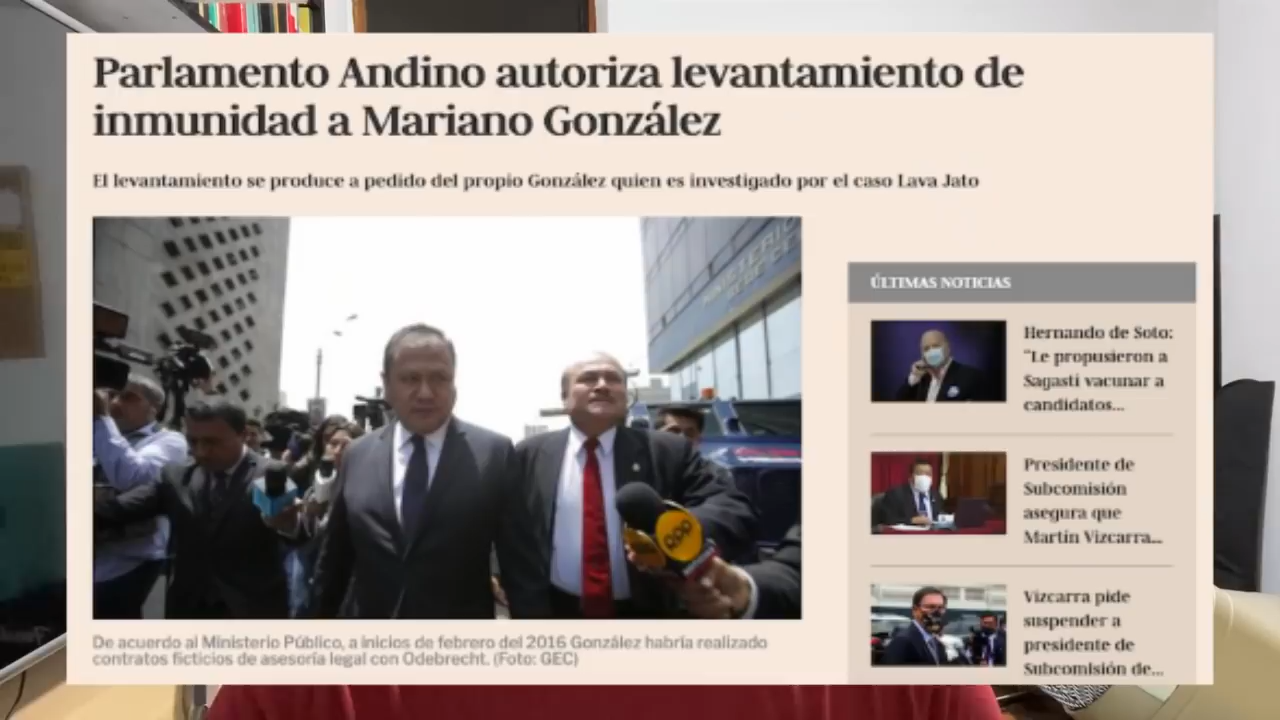 Parlamento Andino autoriza levantamiento de
inmunidad a Mariano González
El levantamiento se produce a pedido del propio González quien es investigado por el caso Lava Jato
MINISTERIO
rpp
De acuerdo al Ministerio Público, a inicios de febrero del 2016 González habría realizado
contratos ficticios de asesoría legal con Odebrecht. (Foto: GEC)
ÚLTIMAS NOTICIAS
Hernando de Soto:
"Le propusieron a
Sagasti vacunar a
candidatos...
Presidente de
Subcomisión
asegura que
Martín Vizcarra...
Vizcarra pide
suspender a
presidente de
Subcomisión de...